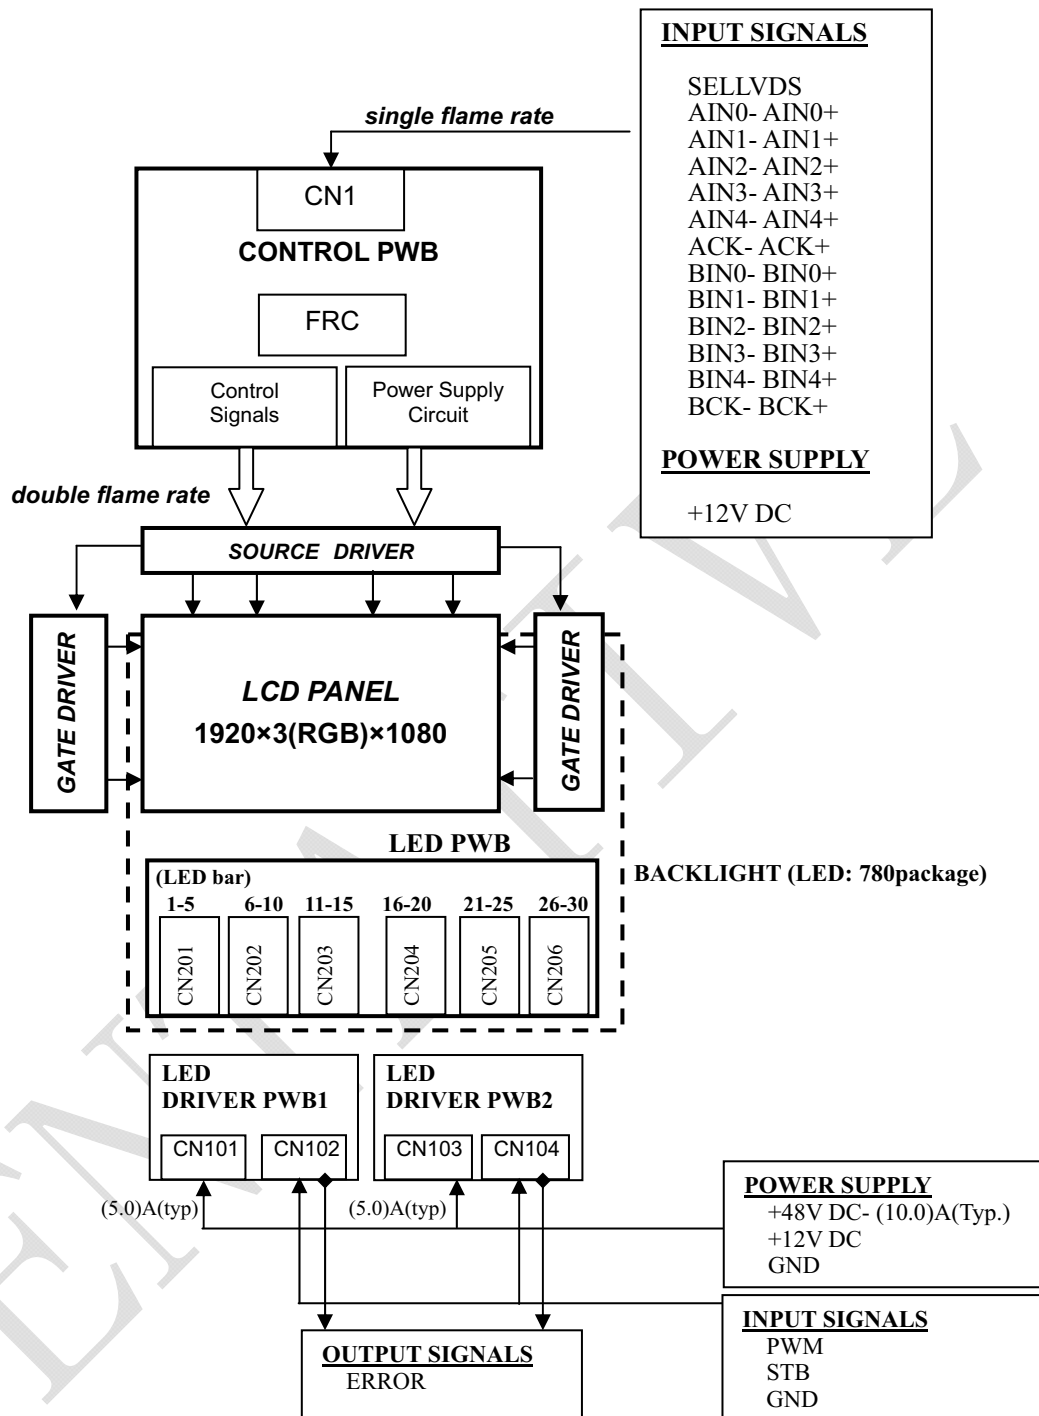 INPUT SIGNALS
SELLVDS
AIN0- AIN0+
AIN1- AIN1+
AIN2- AIN2+
AIN3- AIN3+
AIN4- AIN4+
ACK- ACK+
BIN0- BIN0+
BIN1- BIN1+
BIN2- BIN2+
BIN3- BIN3+
BIN4- BIN4+
BCK- BCK+
POWER SUPPLY
+12V DC
single flame rate
CN1
CONTROL PWB
FRC
Control
Signals
Power Supply
Circuit
double flame rate
SOURCE DRIVER
GATE DRIVER
LCD PANEL
1920×3(RGB)×1080
GATE DRIVER
LED PWB
BACKLIGHT (LED: 780package)
(LED bar)
1-5 6-10 11-15 16-20 21-25 26-30
CN201 CN202 CN203 CN204 CN205 CN206
LED
DRIVER PWB1
CN101 CN102
LED
DRIVER PWB2
CN103 CN104
(5.0)A(typ) (5.0)A(typ)
POWER SUPPLY
+48V DC- (10.0)A(Typ.)
+12V DC
GND
INPUT SIGNALS
PWM
STB
GND
OUTPUT SIGNALS
ERROR